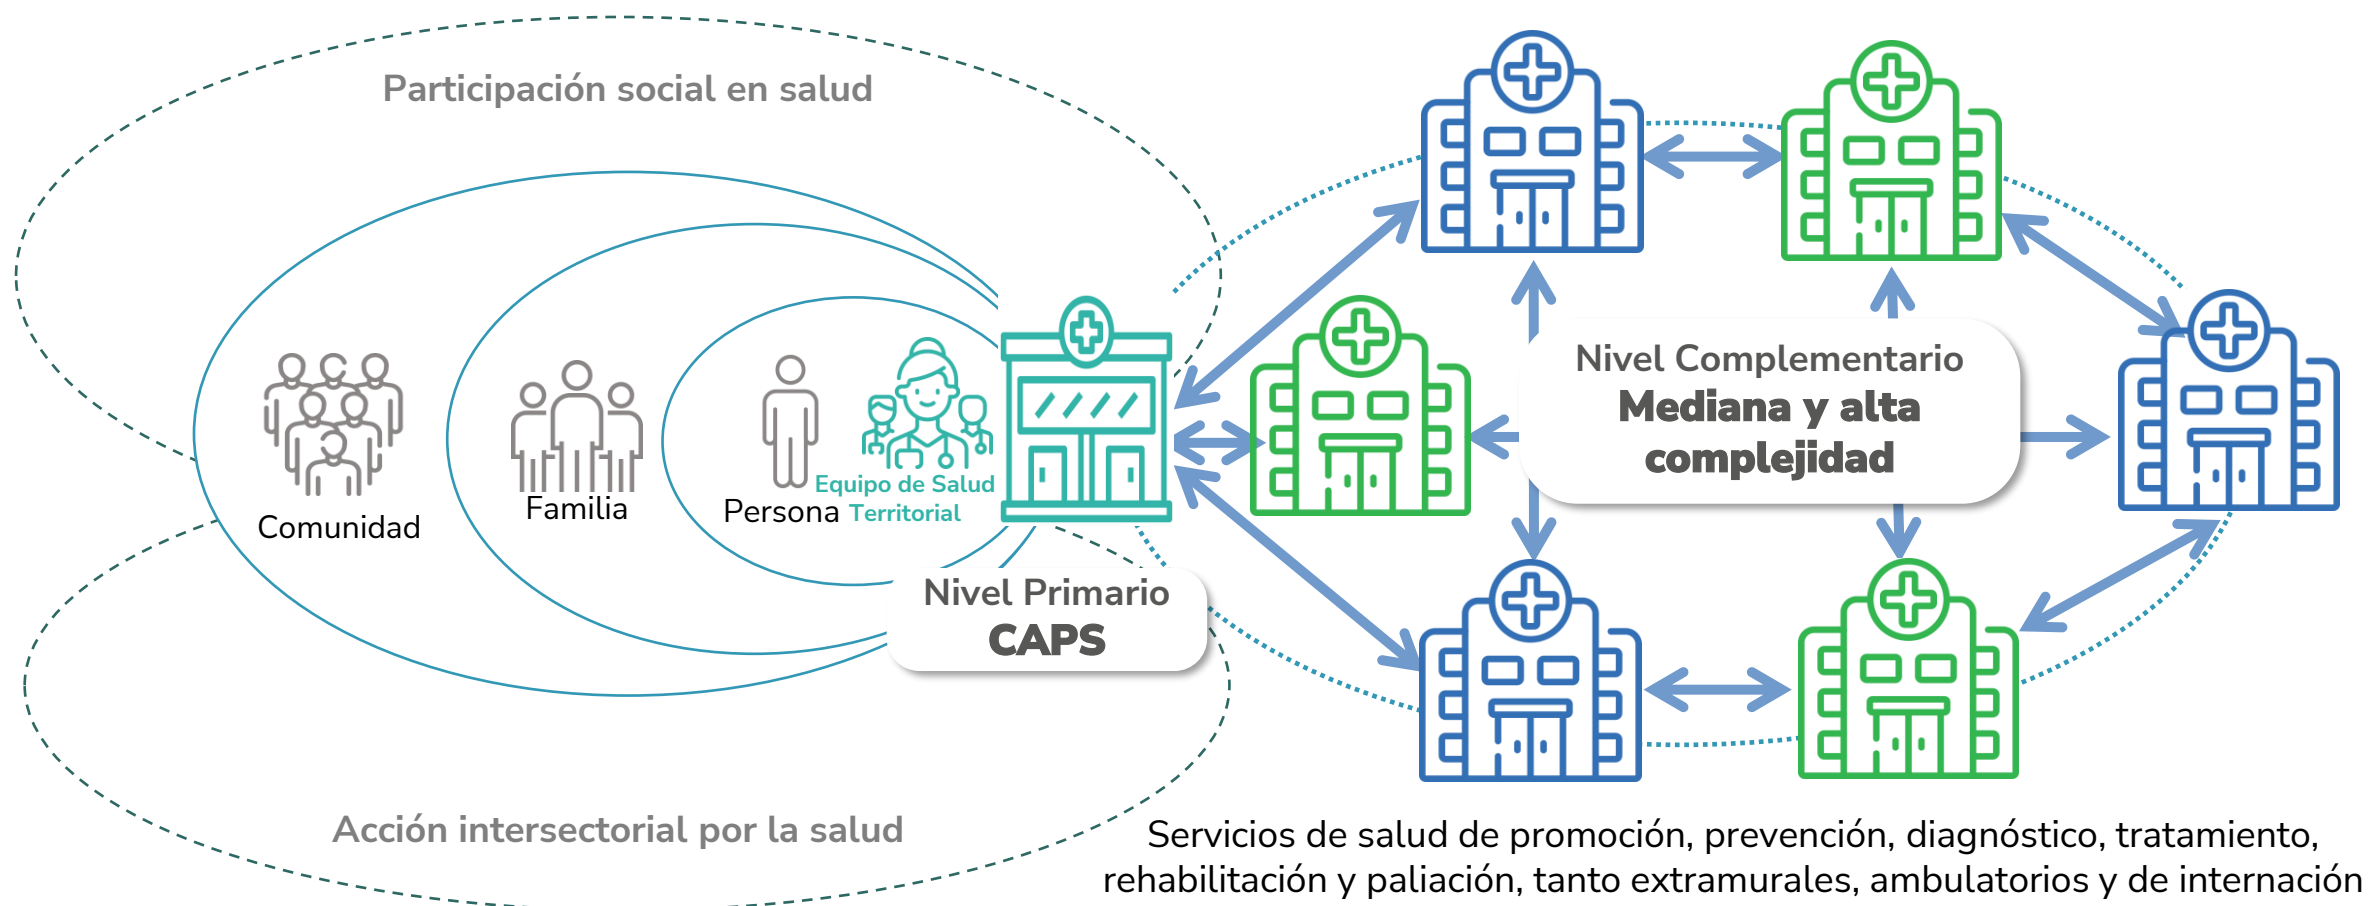 Participación social en salud
Comunidad
Familia
Persona
Equipo de Salud
Territorial
Nivel Primario
CAPS
Acción intersectorial por la salud
Nivel Complementario
Mediana y alta
complejidad
Servicios de salud de promoción, prevención, diagnóstico, tratamiento,
rehabilitación y paliación, tanto extramurales, ambulatorios y de internación